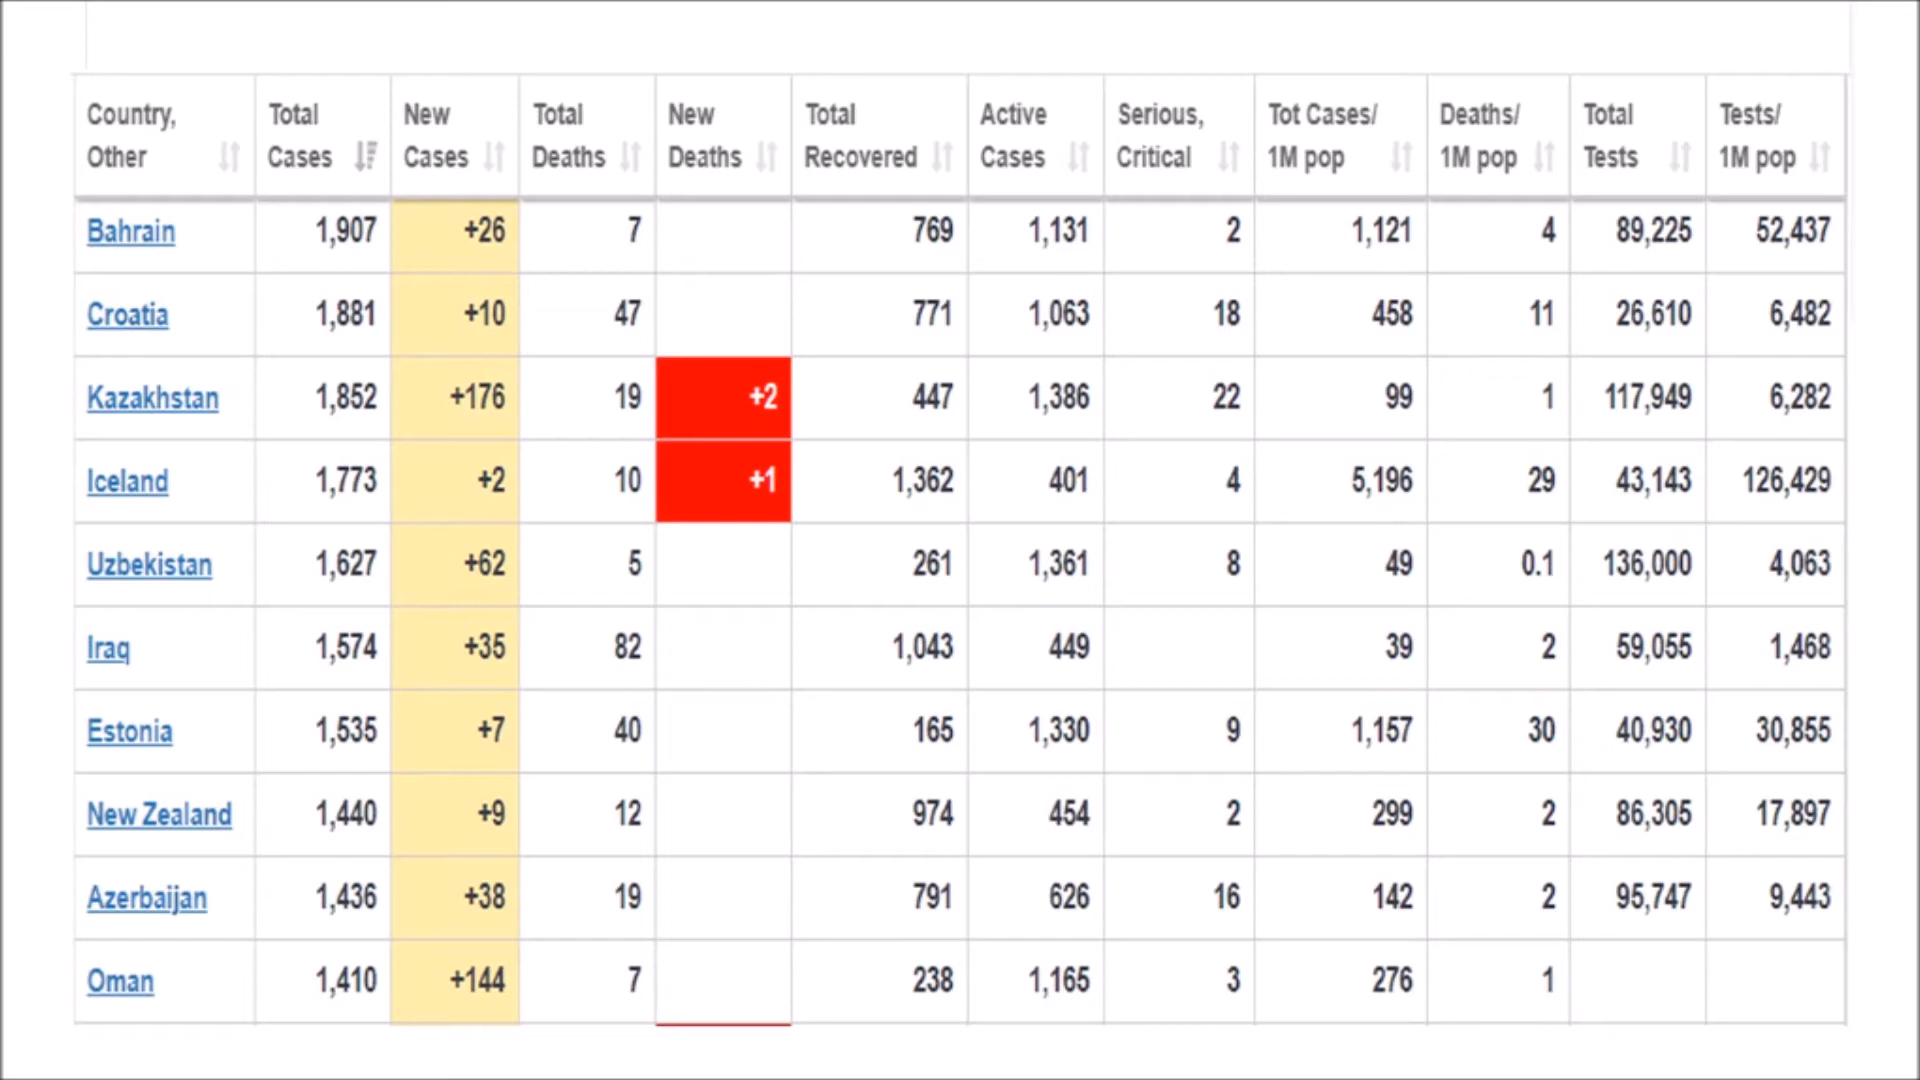 Country, Other Total Cases New Cases Total Deaths New Deaths Total Recovered Active Cases Serious, Critical Tot Cases/ 1M pop Deaths/ 1M pop Total Tests Tests/ 1M pop
Bahrain 1,907 +26 7 769 1,131 2 1,121 4 89,225 52,437
Croatia 1,881 +10 47 771 1,063 18 458 11 26,610 6,482
Kazakhstan 1,852 +176 19 +2 447 1,386 22 99 1 117,949 6,282
Iceland 1,773 +2 10 +1 1,362 401 4 5,196 29 43,143 126,429
Uzbekistan 1,627 +62 5 261 1,361 8 49 0.1 136,000 4,063
Iraq 1,574 +35 82 1,043 449 39 2 59,055 1,468
Estonia 1,535 +7 40 165 1,330 9 1,157 30 40,930 30,855
New Zealand 1,440 +9 12 974 454 2 299 2 86,305 17,897
Azerbaijan 1,436 +38 19 791 626 16 142 2 95,747 9,443
Oman 1,410 +144 7 238 1,165 3 276 1